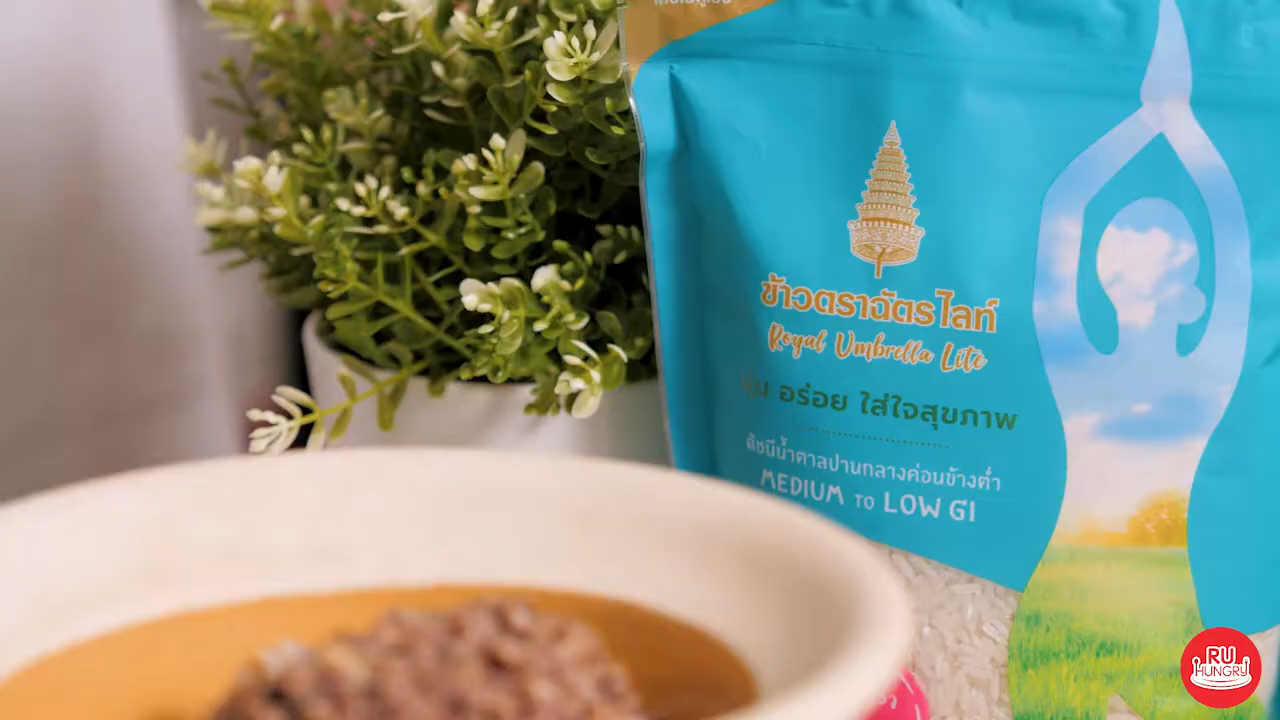 ข้าวตราฉัตรไลท์
Royal Umbrella Lite
อร่อย ใส่ใจสุขภาพ
ดัชนีน้ำตาลปานกลางค่อนข้างต่ำ
MEDIUM TO LOW GI
RU
HUNGRY